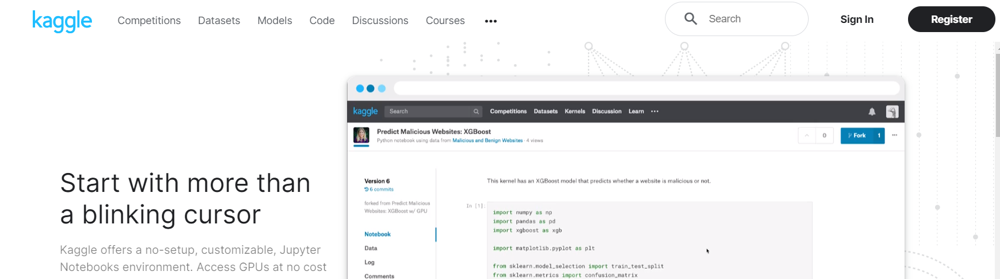 kaggle Competitions Datasets Models Code Discussions Courses ••• Search Sign In Register
Start with more than
a blinking cursor
Kaggle offers a no-setup, customizable, Jupyter
Notebooks environment. Access GPUs at no cost
kaggle Search Competitions Datasets Kernels Discussion Learn •••
Predict Malicious Websites: XGBoost
Python notebook using data from Malicious and Benign Websites · 4 views
0 Fork 1 •••
Version 6
6 commits
forked from Predict Malicious
Websites: XGBoost w/ GPU
Notebook
Data
Log
Comments
This kernel has an XGBoost model that predicts whether a website is malicious or not.
In [1]:
import numpy as np
import pandas as pd
import xgboost as xgb
import matplotlib.pyplot as plt
from sklearn.model_selection import train_test_split
from sklearn.metrics import confusion_matrix